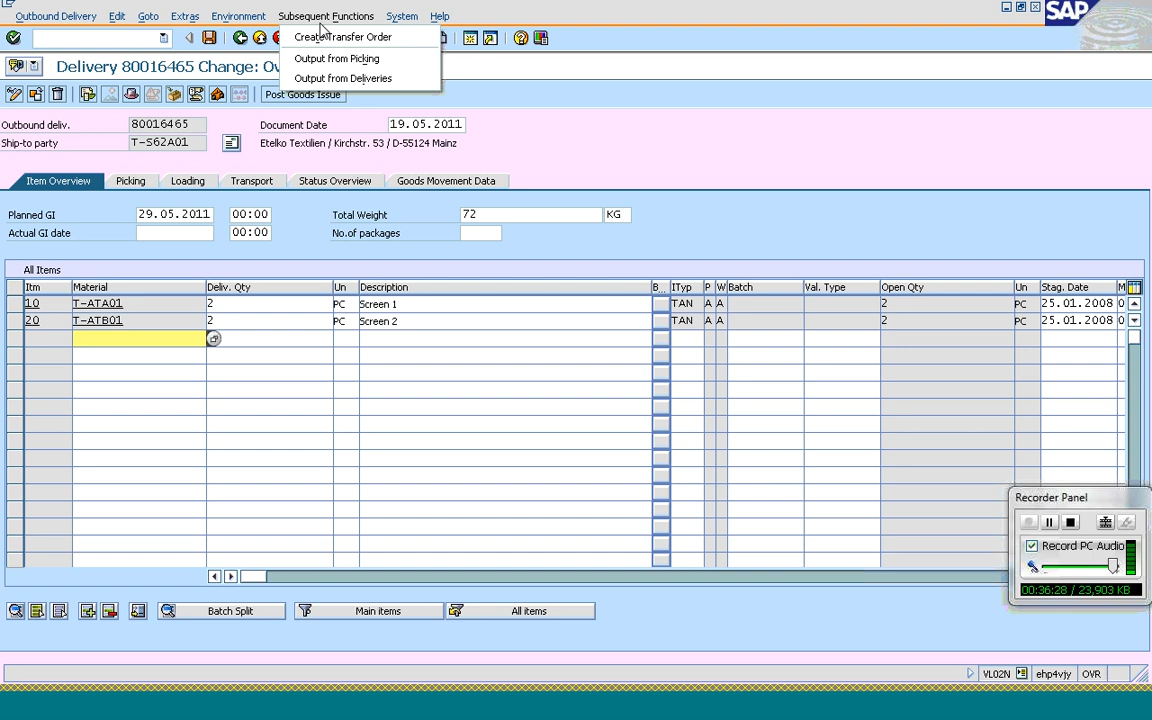 Outbound Delivery Edit Goto Extras Environment Subsequent Functions System Help
SAP
Create Transfer Order
Output from Picking
Output from Deliveries
Delivery 80016465 Change: Ov
Post Goods Issue
Outbound deliv. 80016465 Document Date 19.05.2011
Ship-to party T-S62A01 Etelko Textilien / Kirchstr. 53 / D-55124 Mainz
Item Overview Picking Loading Transport Status Overview Goods Movement Data
Planned GI 29.05.2011 00:00 Total Weight 72 KG
Actual GI date 00:00 No.of packages
All Items
Itm Material Deliv. Qty Un Description B... ITyp P W Batch Val. Type Open Qty Un Stag. Date M
10 T-ATA01 2 PC Screen 1 TAN A A 2 PC 25.01.2008 0
20 T-ATB01 2 PC Screen 2 TAN A A 2 PC 25.01.2008 0
Recorder Panel
Record PC Audio
00:36:28 / 23,903 KB
Batch Split Main items All items
VL02N ehp4vjy OVR